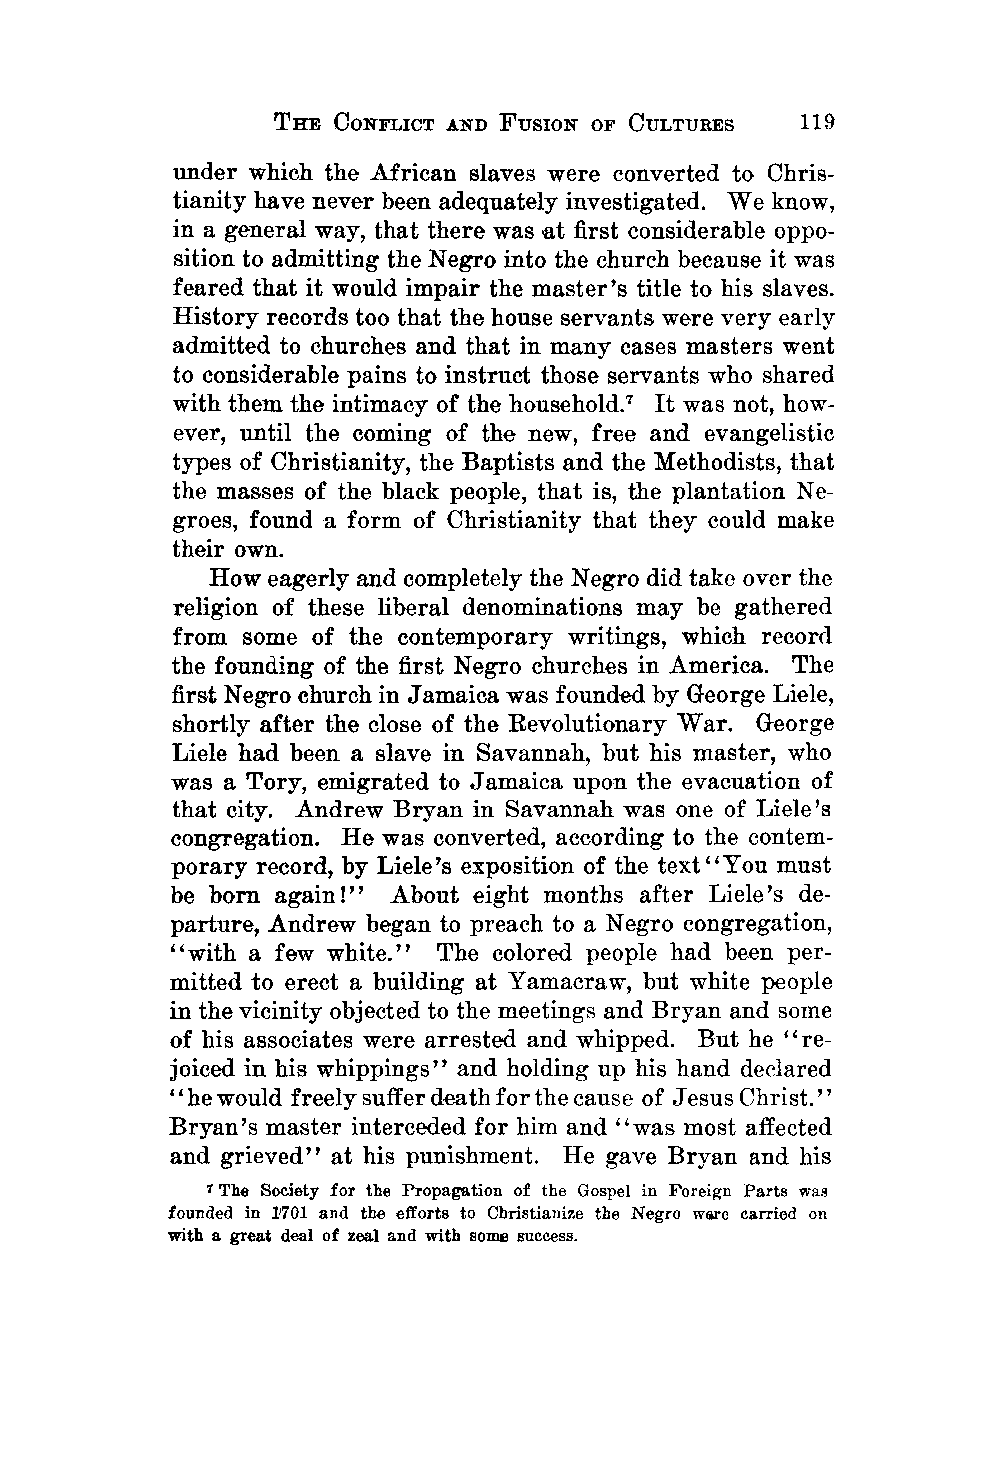 THE CONFLICT AND FUSION OF CULTURES 119
under which the African slaves were converted to Chris-
tianity have never been adequately investigated. We know,
in a general way, that there was at first considerable oppo-
sition to admitting the Negro into the church because it was
feared that it would impair the master's title to his slaves.
History records too that the house servants were very early
admitted to churches and that in many cases masters went
to considerable pains to instruct those servants who shared
with them the intimacy of the household.⁷ It was not, how-
ever, until the coming of the new, free and evangelistic
types of Christianity, the Baptists and the Methodists, that
the masses of the black people, that is, the plantation Ne-
groes, found a form of Christianity that they could make
their own.
How eagerly and completely the Negro did take over the
religion of these liberal denominations may be gathered
from some of the contemporary writings, which record
the founding of the first Negro churches in America. The
first Negro church in Jamaica was founded by George Liele,
shortly after the close of the Revolutionary War. George
Liele had been a slave in Savannah, but his master, who
was a Tory, emigrated to Jamaica upon the evacuation of
that city. Andrew Bryan in Savannah was one of Liele's
congregation. He was converted, according to the contem-
porary record, by Liele's exposition of the text "You must
be born again!" About eight months after Liele's de-
parture, Andrew began to preach to a Negro congregation,
"with a few white." The colored people had been per-
mitted to erect a building at Yamacraw, but white people
in the vicinity objected to the meetings and Bryan and some
of his associates were arrested and whipped. But he "re-
joiced in his whippings" and holding up his hand declared
"he would freely suffer death for the cause of Jesus Christ."
Bryan's master interceded for him and "was most affected
and grieved" at his punishment. He gave Bryan and his
⁷ The Society for the Propagation of the Gospel in Foreign Parts was
founded in 1701 and the efforts to Christianize the Negro were carried on
with a great deal of zeal and with some success.